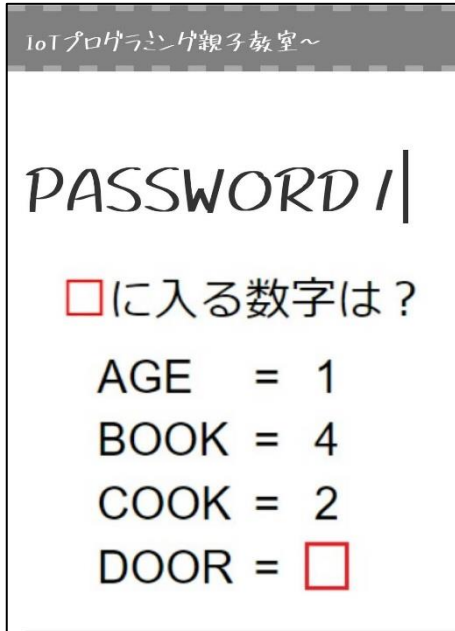 IoTプログラミング親子教室～
PASSWORD 1
□に入る数字は？
AGE = 1
BOOK = 4
COOK = 2
DOOR = □